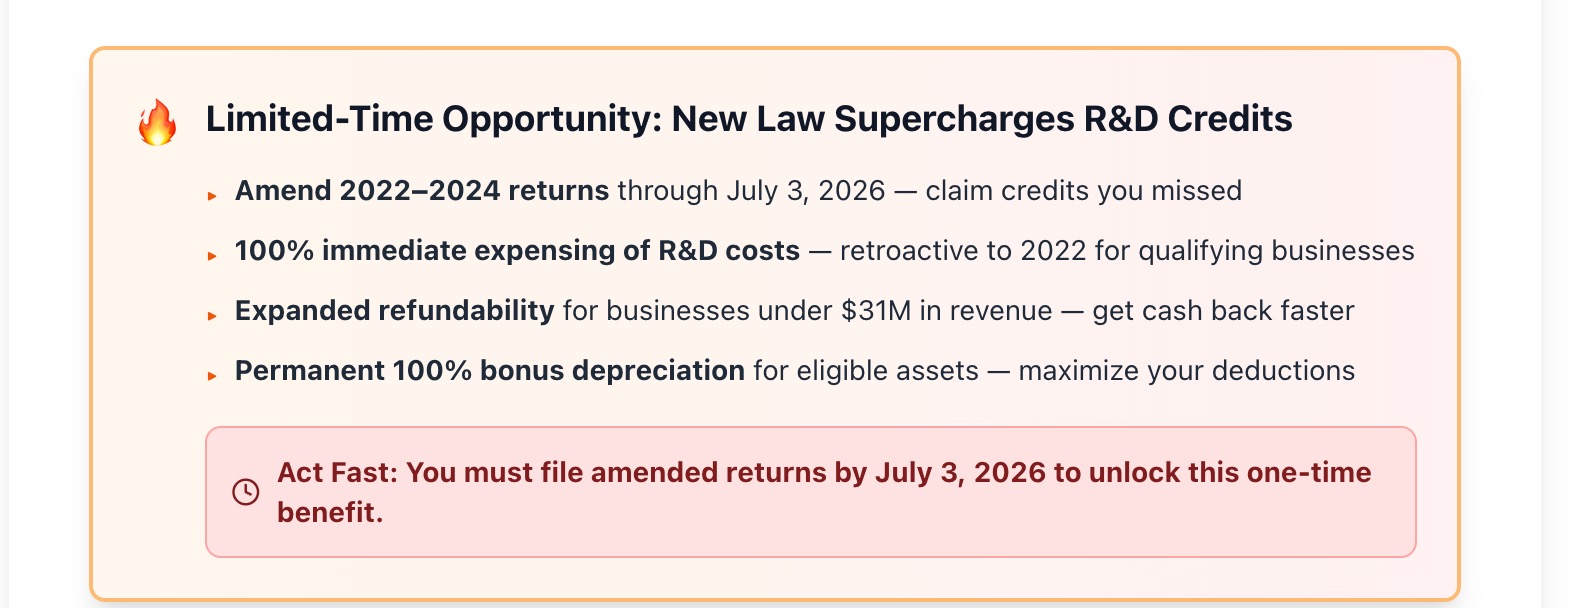 🔥 Limited-Time Opportunity: New Law Supercharges R&D Credits
▸ Amend 2022–2024 returns through July 3, 2026 — claim credits you missed
▸ 100% immediate expensing of R&D costs — retroactive to 2022 for qualifying businesses
▸ Expanded refundability for businesses under $31M in revenue — get cash back faster
▸ Permanent 100% bonus depreciation for eligible assets — maximize your deductions
Act Fast: You must file amended returns by July 3, 2026 to unlock this one-time
benefit.